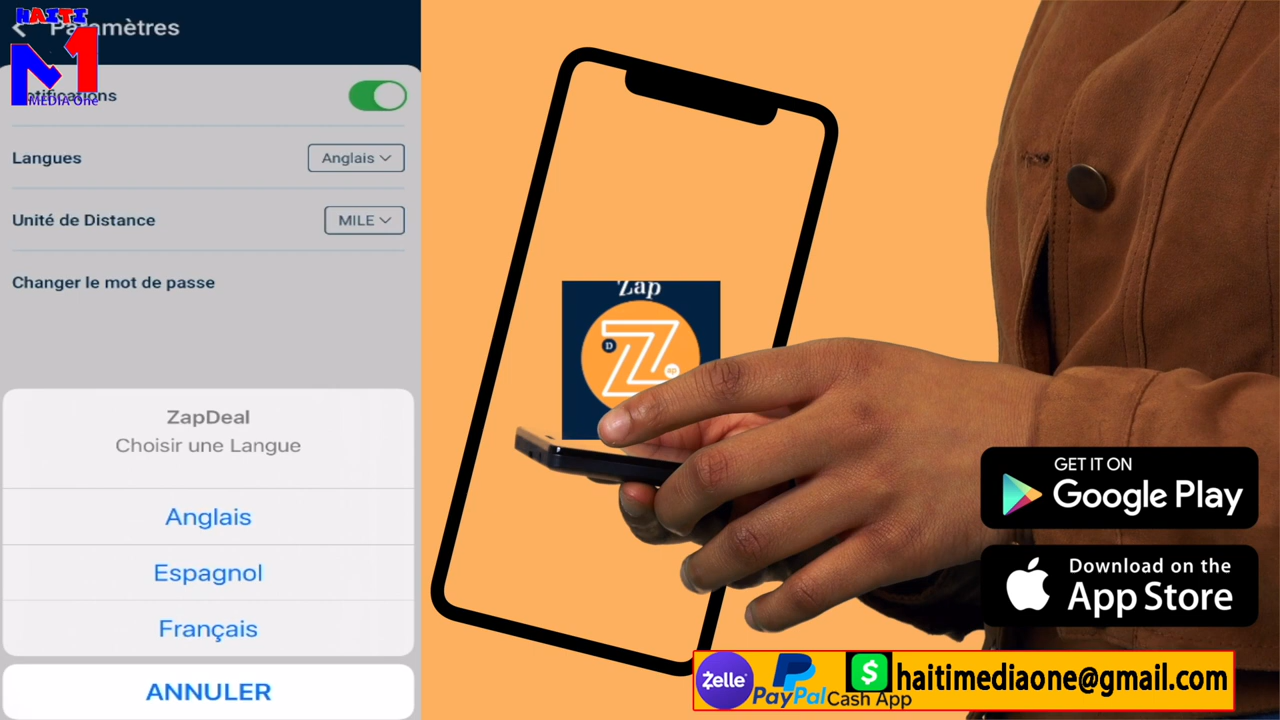 HAITI
Paramètres
M1
MEDIA One
Notifications
Langues
Anglais
Unité de Distance
MILE
Changer le mot de passe
ZapDeal
Choisir une Langue
Anglais
Espagnol
Français
ANNULER
Zap
Z
D
ap
GET IT ON
Google Play
Download on the
App Store
Zelle
PayPal
$
Cash App
haitimediaone@gmail.com